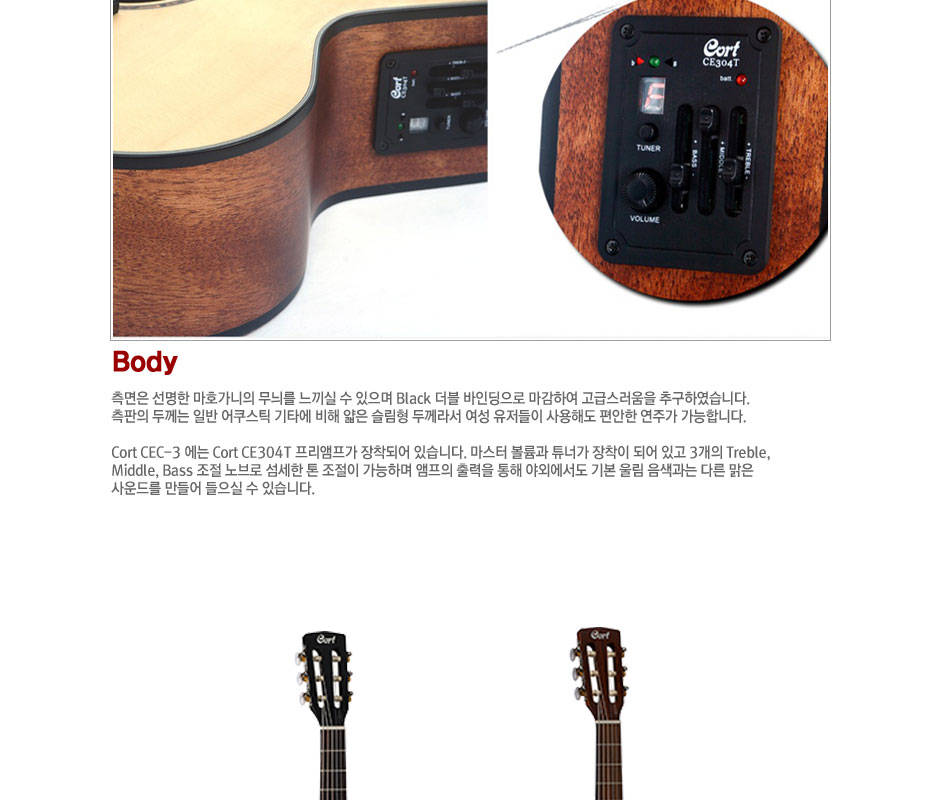 Cort
CE304T
+ TREBLE -
BASS
batt.
TUNER
Cort
CE304T
b
#
batt.
E
TUNER
+ BASS -
+ MIDDLE -
+ TREBLE -
VOLUME
Body
측면은 선명한 마호가니의 무늬를 느끼실 수 있으며 Black 더블 바인딩으로 마감하여 고급스러움을 추구하였습니다.
측판의 두께는 일반 어쿠스틱 기타에 비해 얇은 슬림형 두께라서 여성 유저들이 사용해도 편안한 연주가 가능합니다.
Cort CEC-3 에는 Cort CE304T 프리앰프가 장착되어 있습니다. 마스터 볼륨과 튜너가 장착이 되어 있고 3개의 Treble,
Middle, Bass 조절 노브로 섬세한 톤 조절이 가능하며 앰프의 출력을 통해 야외에서도 기본 울림 음색과는 다른 맑은
사운드를 만들어 들으실 수 있습니다.
Cort
Cort